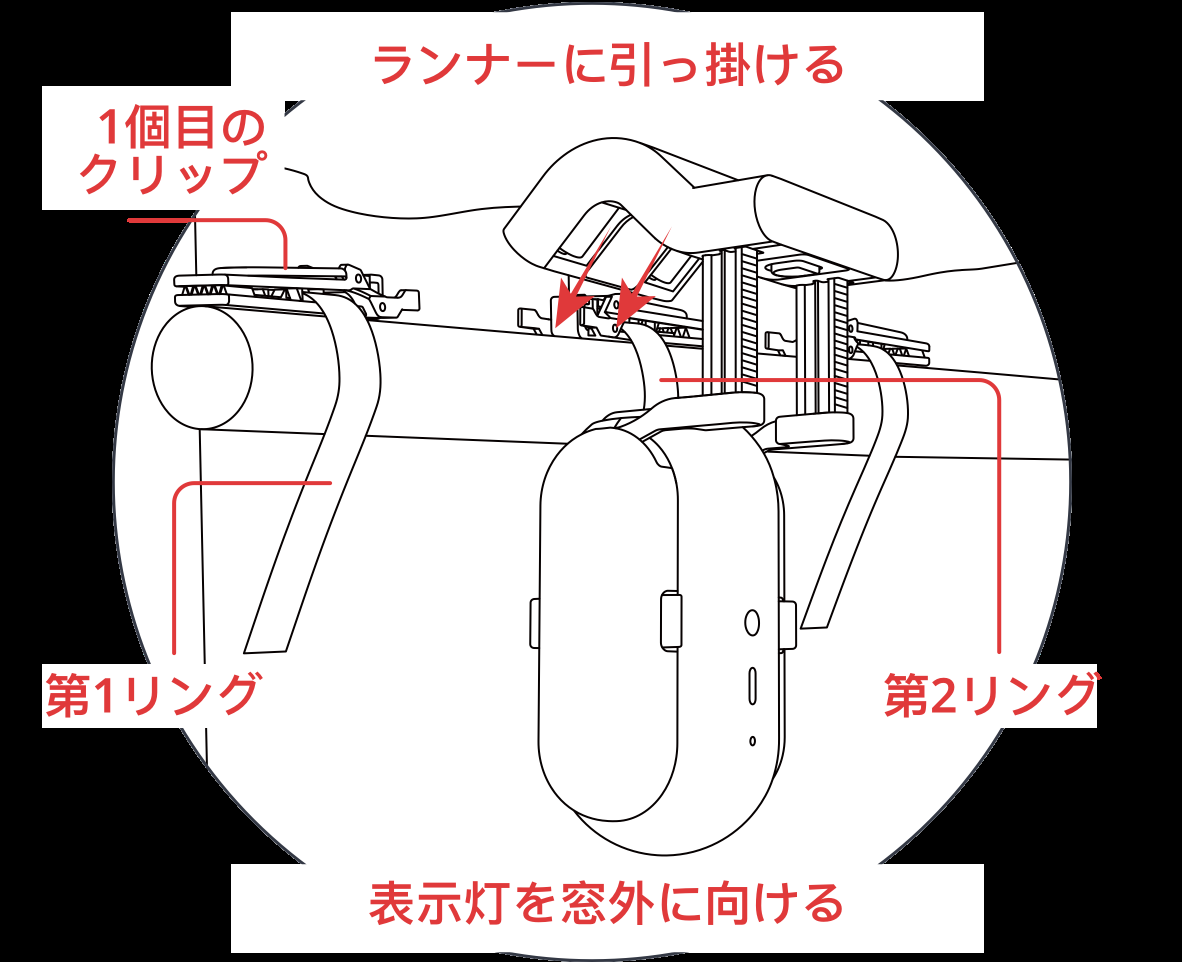 ランナーに引っ掛ける
1個目の
クリップ
第1リング
第2リング
表示灯を窓外に向ける